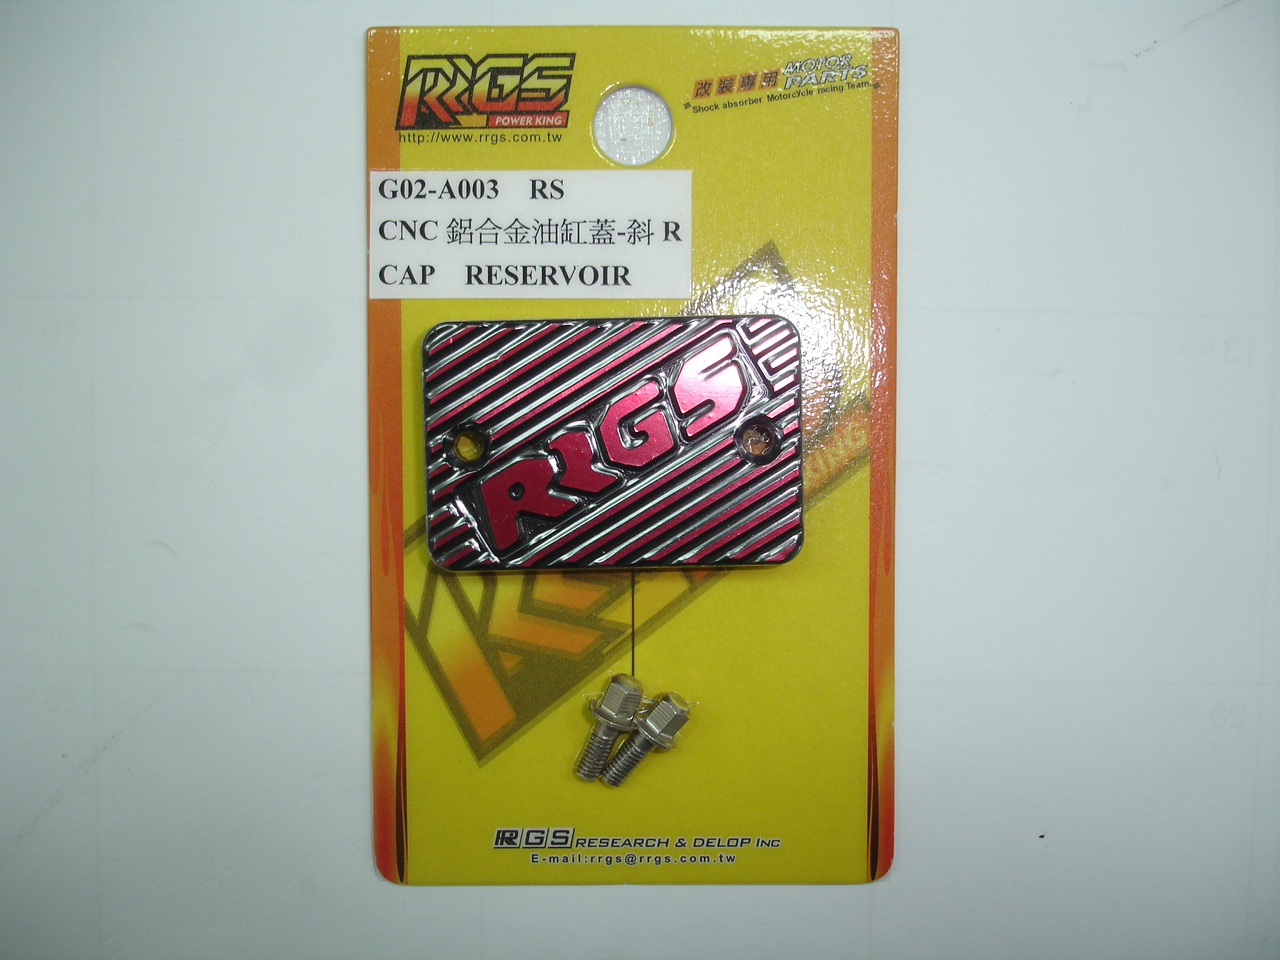 RRGS
POWER KING
http://www.rrgs.com.tw
改裝專用 MOTOR PARTS
Shock absorber Motorcycle racing Team
G02-A003 RS
CNC 鋁合金油缸蓋-斜 R
CAP RESERVOIR
RRGS
KING
RRGS RESEARCH & DELOP INC
E-mail:rrgs@rrgs.com.tw